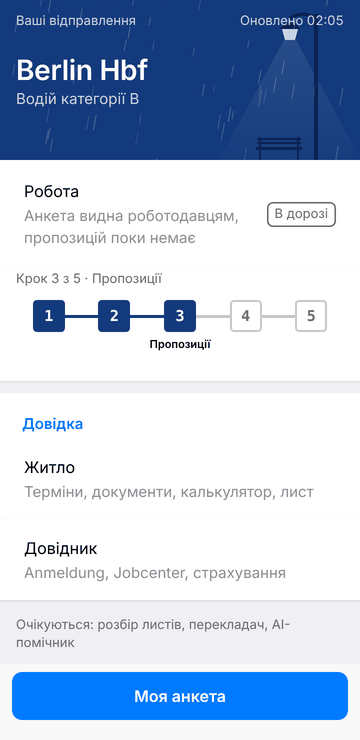 Ваші відправлення
Оновлено 02:05
Berlin Hbf
Водій категорії B
Робота
Анкета видна роботодавцям,
пропозицій поки немає
В дорозі
Крок 3 з 5 · Пропозиції
1 2 3 4 5
Пропозиції
Довідка
Житло
Терміни, документи, калькулятор, лист
Довідник
Anmeldung, Jobcenter, страхування
Очікуються: розбір листів, перекладач, AI-
помічник
Моя анкета